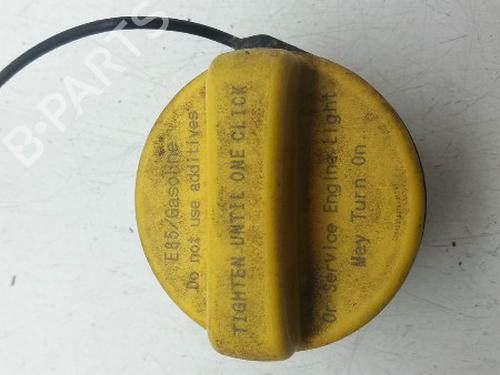 E85/Gasoline
Do not use additives
TIGHTEN UNTIL ONE CLICK
Or Service Engine Light
May Turn On
B-PARTS